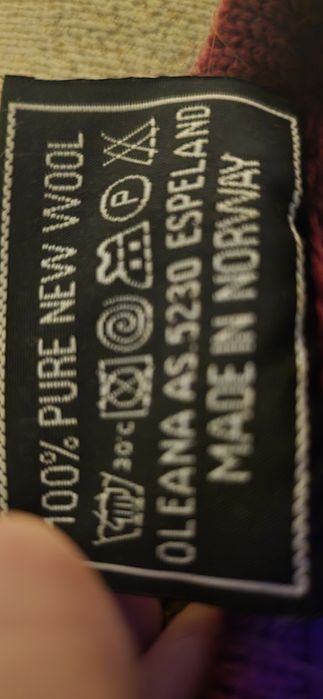 100% PURE NEW WOOL
30°C P
OLEANA AS.5230 ESPELAND
MADE IN NORWAY